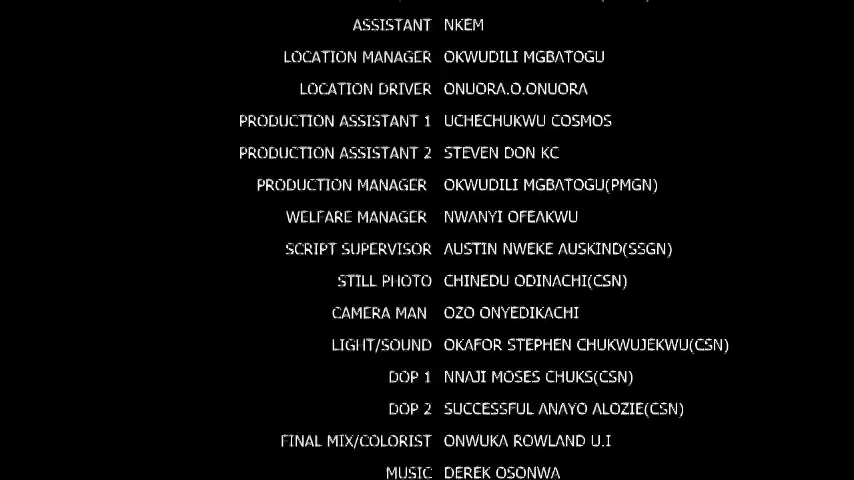 ASSISTANT NKEM
LOCATION MANAGER OKWUDILI MGBATOGU
LOCATION DRIVER ONUORA.O.ONUORA
PRODUCTION ASSISTANT 1 UCHECHUKWU COSMOS
PRODUCTION ASSISTANT 2 STEVEN DON KC
PRODUCTION MANAGER OKWUDILI MGBATOGU(PMGN)
WELFARE MANAGER NWANYI OFEAKWU
SCRIPT SUPERVISOR AUSTIN NWEKE AUSKIND(SSGN)
STILL PHOTO CHINEDU ODINACHI(CSN)
CAMERA MAN OZO ONYEDIKACHI
LIGHT/SOUND OKAFOR STEPHEN CHUKWUJEKWU(CSN)
DOP 1 NNAJI MOSES CHUKS(CSN)
DOP 2 SUCCESSFUL ANAYO ALOZIE(CSN)
FINAL MIX/COLORIST ONWUKA ROWLAND U.I
MUSIC DEREK OSONWA